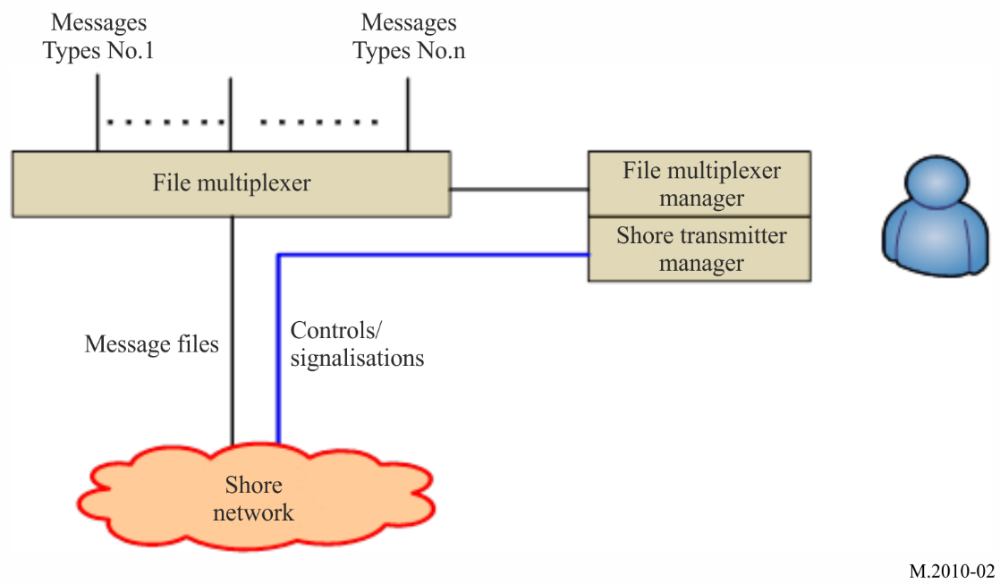 Messages
Types No.1
Messages
Types No.n
File multiplexer
File multiplexer
manager
Shore transmitter
manager
Message files
Controls/
signalisations
Shore
network
M.2010-02